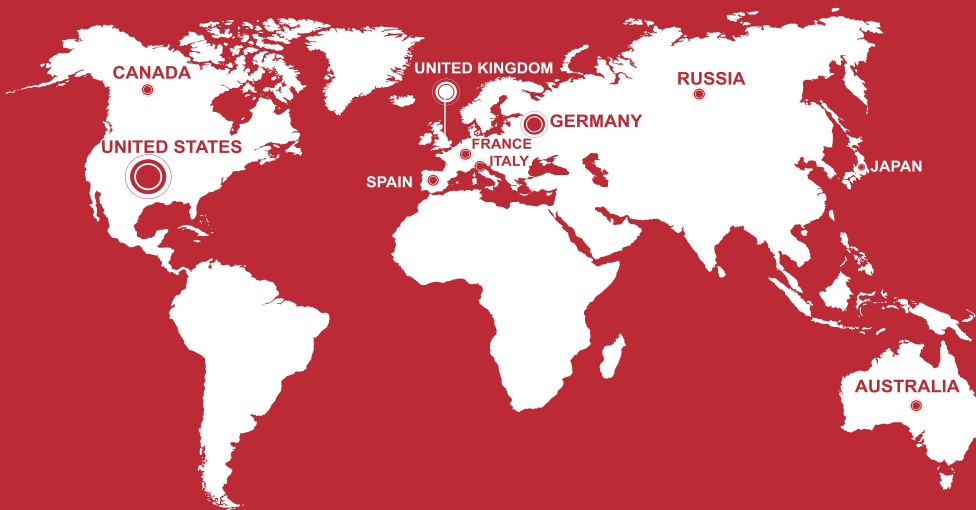 UNITED KINGDOM
CANADA
RUSSIA
GERMANY
UNITED STATES
FRANCE
ITALY
JAPAN
SPAIN
AUSTRALIA